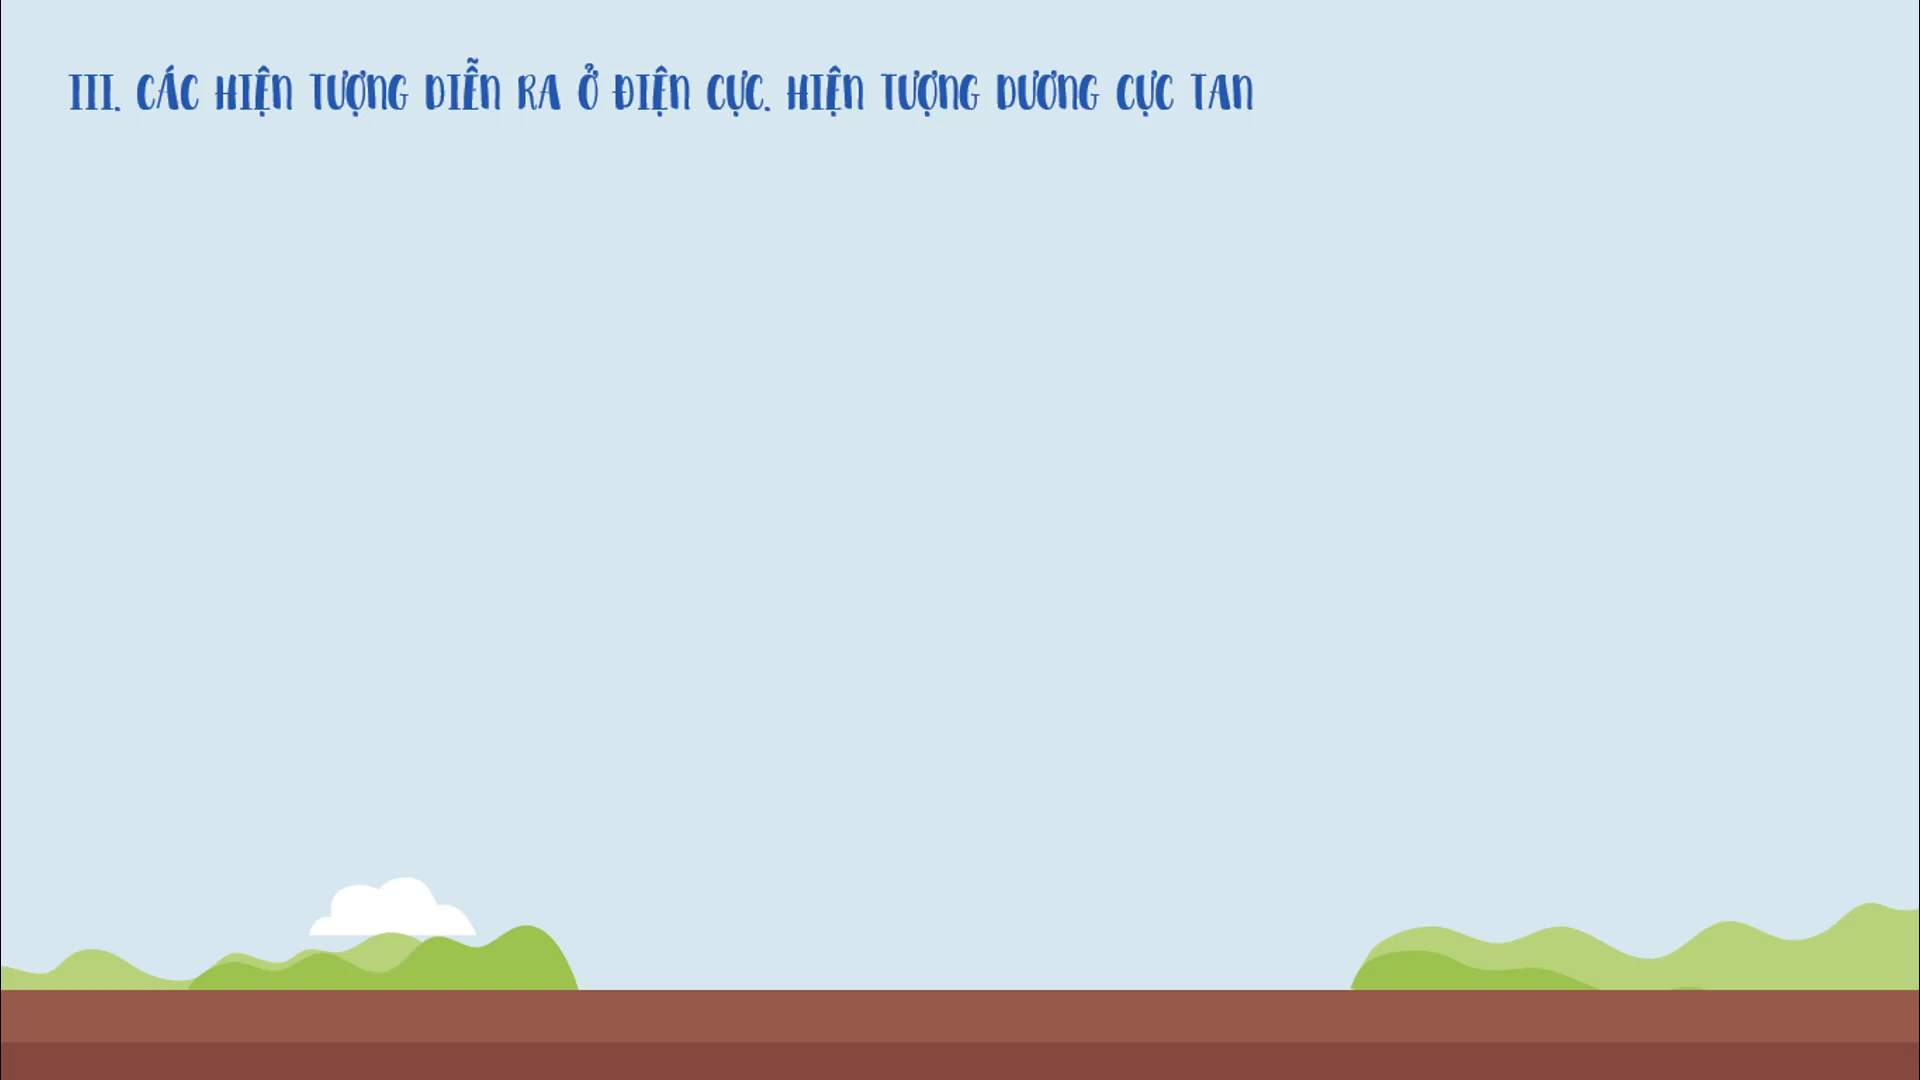 III. CÁC HIỆN TƯỢNG DIỄN RA Ở ĐIỆN CỰC. HIỆN TƯỢNG DƯƠNG CỰC TAN